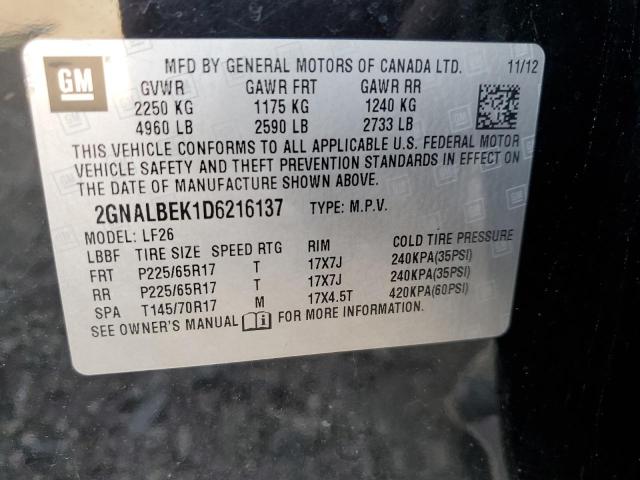 GM
MFD BY GENERAL MOTORS OF CANADA LTD. 11/12
GVWR GAWR FRT GAWR RR
2250 KG 1175 KG 1240 KG
4960 LB 2590 LB 2733 LB
THIS VEHICLE CONFORMS TO ALL APPLICABLE U.S. FEDERAL MOTOR
VEHICLE SAFETY AND THEFT PREVENTION STANDARDS IN EFFECT ON
THE DATE OF MANUFACTURE SHOWN ABOVE.
2GNALBEK1D6216137 TYPE: M.P.V.
MODEL: LF26
LBBF TIRE SIZE SPEED RTG RIM COLD TIRE PRESSURE
FRT P225/65R17 T 17X7J 240KPA(35PSI)
RR P225/65R17 T 17X7J 240KPA(35PSI)
SPA T145/70R17 M 17X4.5T 420KPA(60PSI)
SEE OWNER'S MANUAL FOR MORE INFORMATION.